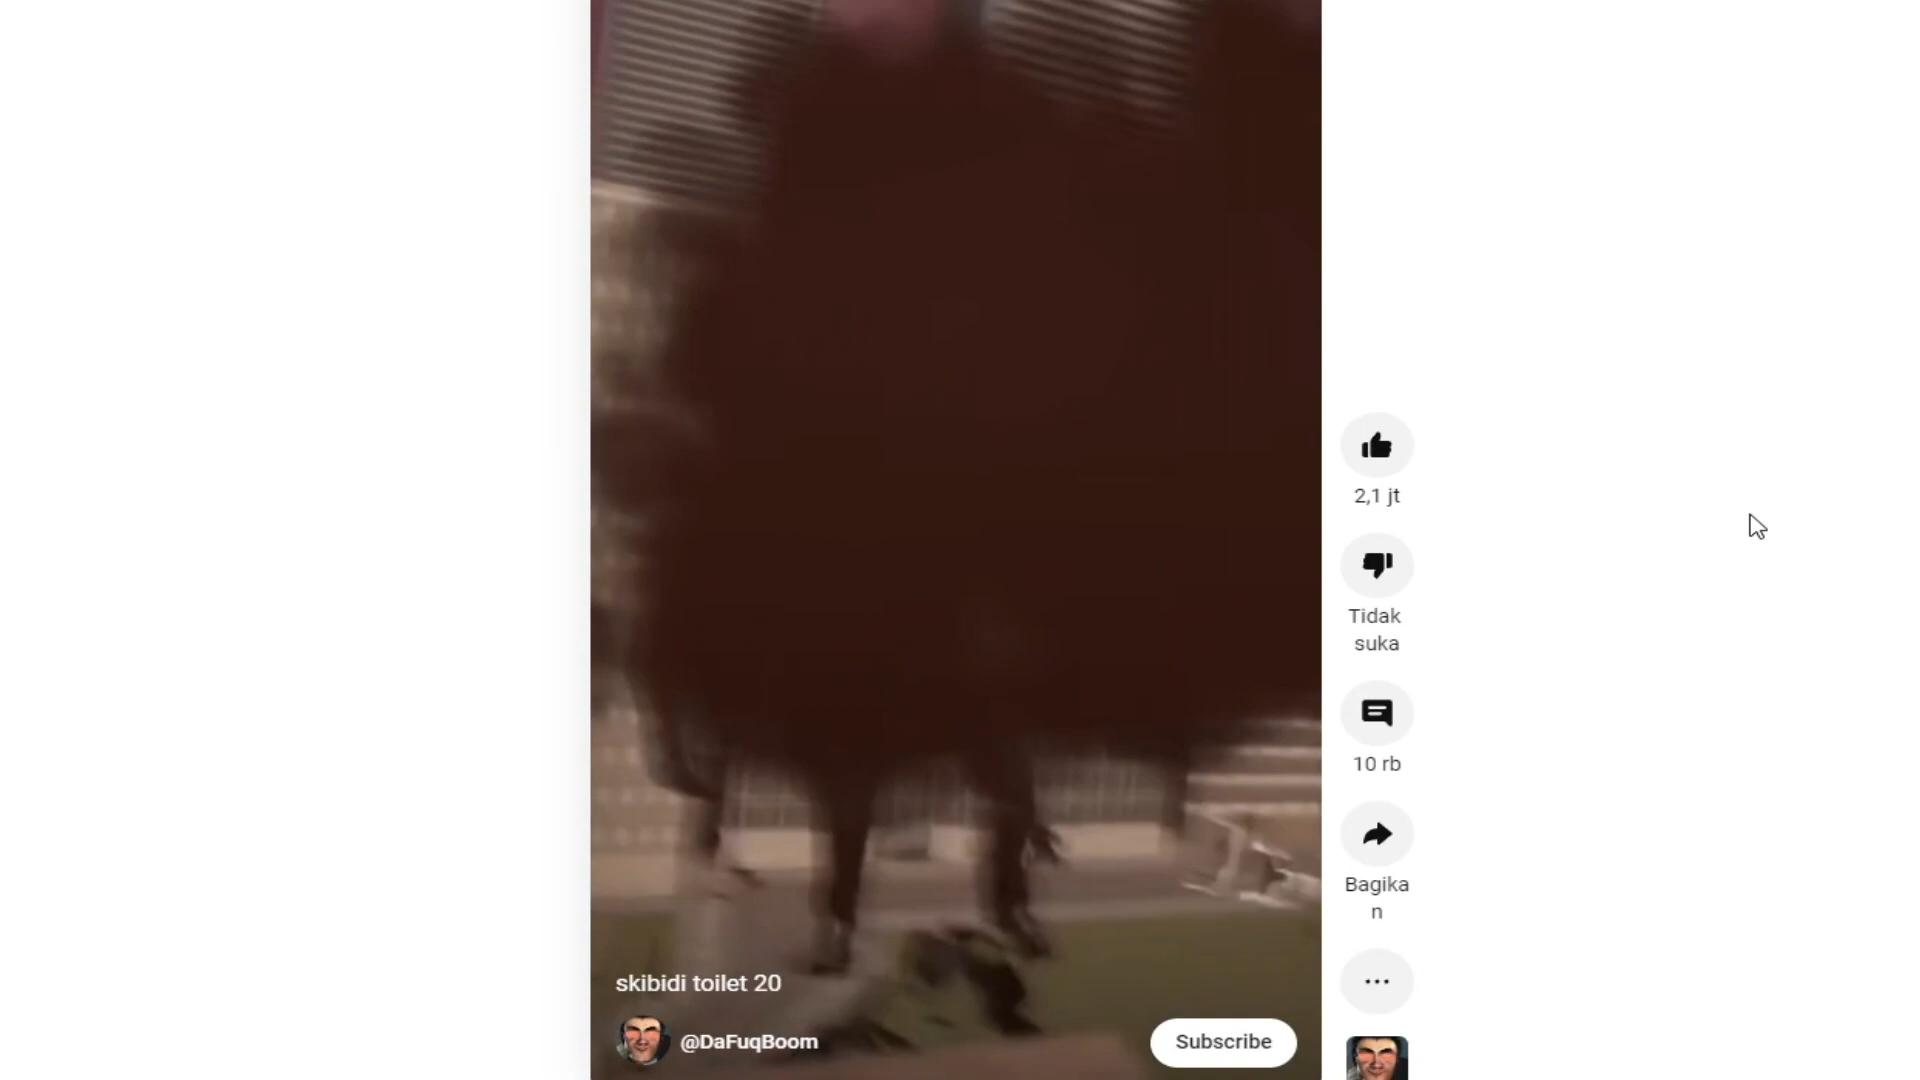 2,1 jt
Tidak
suka
10 rb
Bagika
n
skibidi toilet 20
@DaFuqBoom
Subscribe